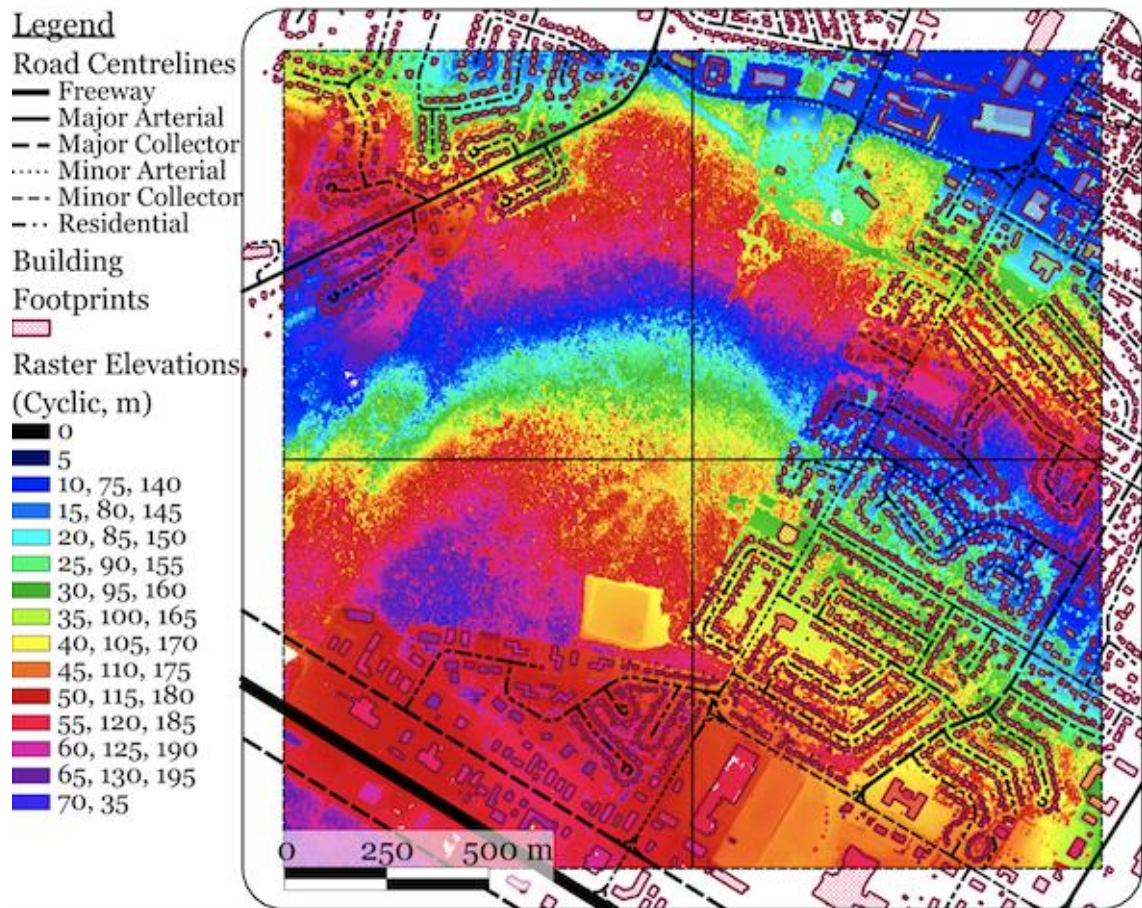 Legend
Road Centrelines
Freeway
Major Arterial
Major Collector
Minor Arterial
Minor Collector
Residential
Building
Footprints
Raster Elevations
(Cyclic, m)
0
5
10, 75, 140
15, 80, 145
20, 85, 150
25, 90, 155
30, 95, 160
35, 100, 165
40, 105, 170
45, 110, 175
50, 115, 180
55, 120, 185
60, 125, 190
65, 130, 195
70, 35
0 250 500 m